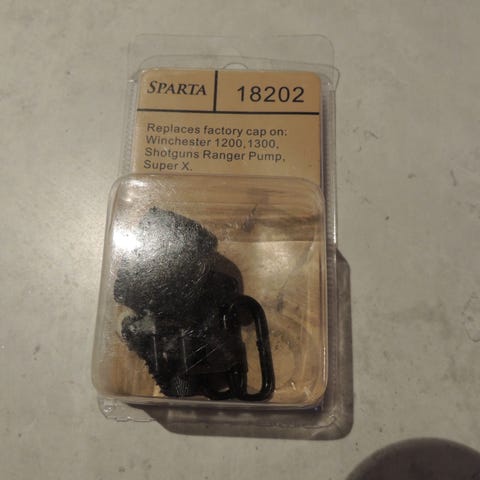 SPARTA 18202
Replaces factory cap on:
Winchester 1200,1300,
Shotguns Ranger Pump,
Super X.